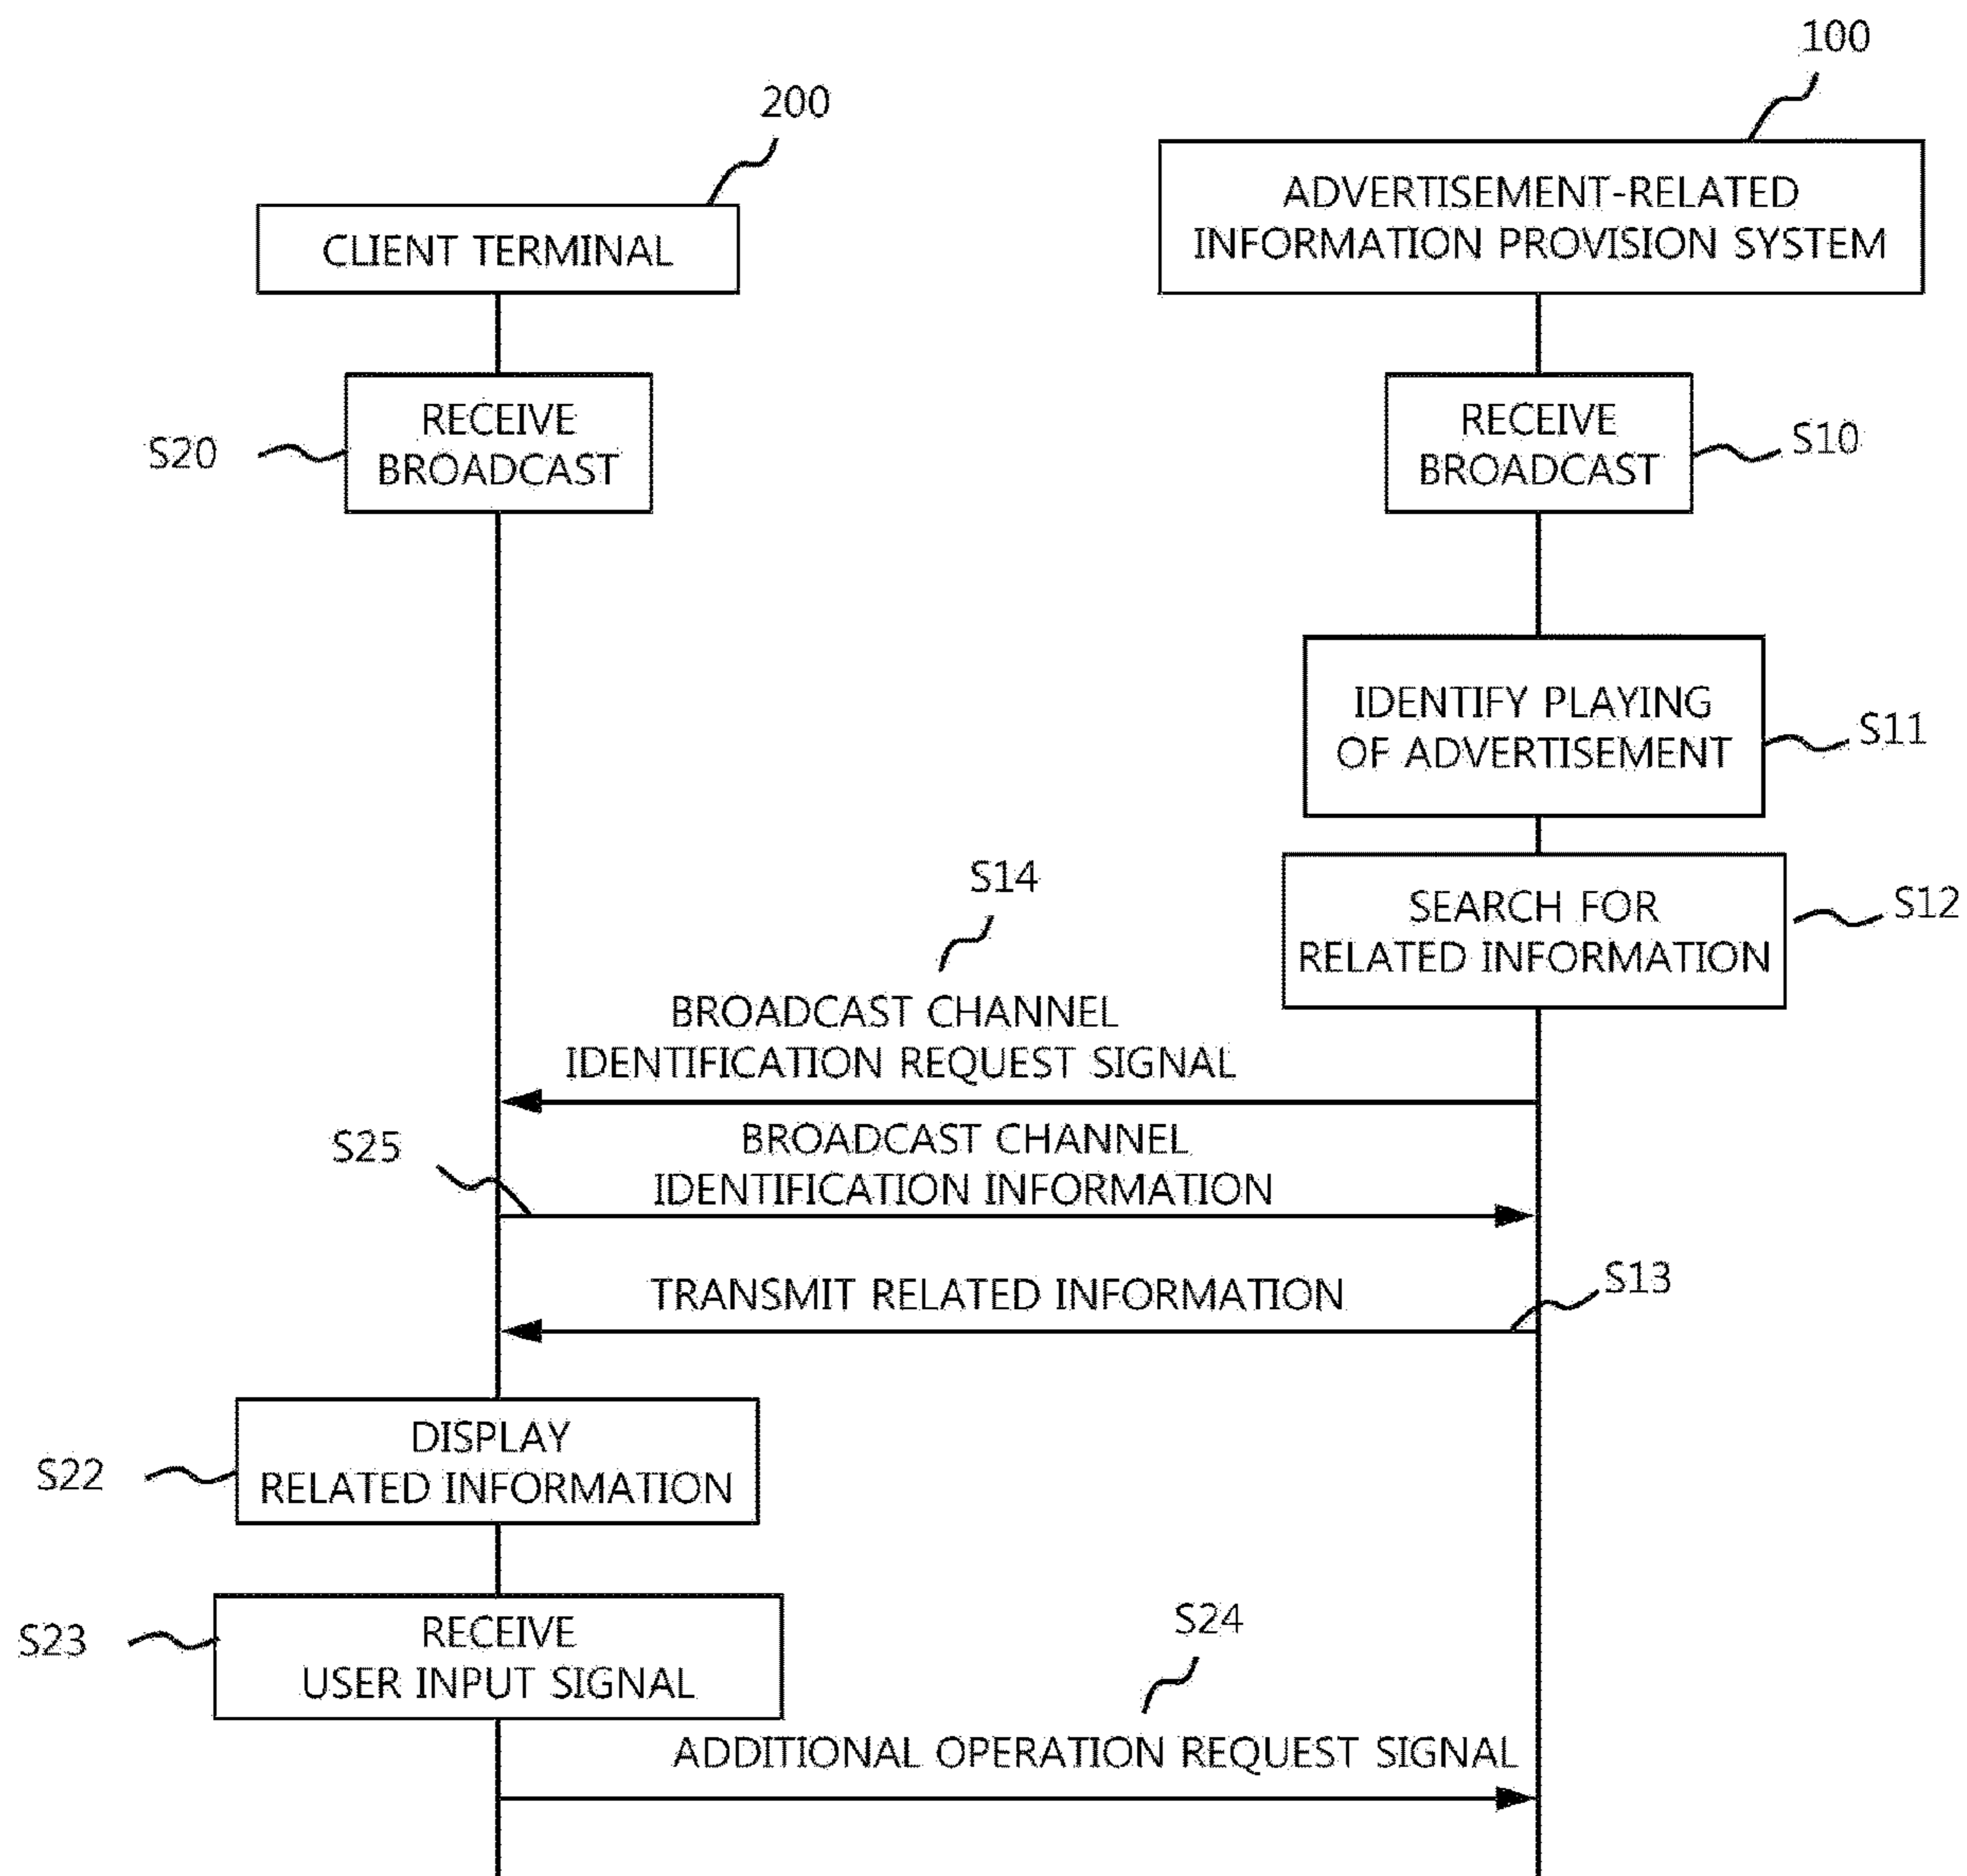 100
200
ADVERTISEMENT-RELATED
INFORMATION PROVISION SYSTEM
CLIENT TERMINAL
RECEIVE
BROADCAST
S20
RECEIVE
BROADCAST
S10
IDENTIFY PLAYING
OF ADVERTISEMENT
S11
S14
SEARCH FOR
RELATED INFORMATION
S12
BROADCAST CHANNEL
IDENTIFICATION REQUEST SIGNAL
S25
BROADCAST CHANNEL
IDENTIFICATION INFORMATION
TRANSMIT RELATED INFORMATION
S13
DISPLAY
RELATED INFORMATION
S22
RECEIVE
USER INPUT SIGNAL
S23
S24
ADDITIONAL OPERATION REQUEST SIGNAL